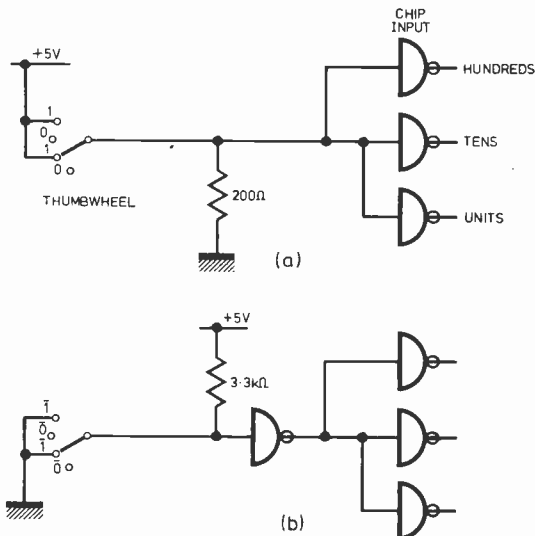 CHIP
INPUT
+5V
HUNDREDS
1
0
1
0
TENS
THUMBWHEEL
200Ω
UNITS
(a)
+5V
3·3kΩ
1̄
0̄
1̄
0̄
(b)